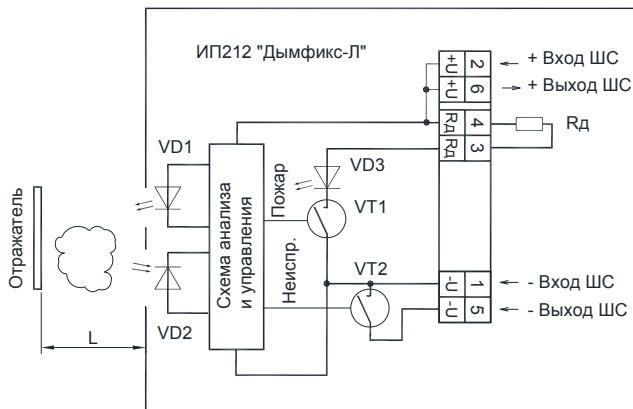 ИП212 "Дымфикс-Л"
+U 2 + Вход ШС
+U 6 + Выход ШС
Rд 4
Rд 3
Rд
VD1
VD3
Пожар
VT1
Отражатель
Схема анализа
и управления
Неиспр.
VT2
-U 1 - Вход ШС
-U 5 - Выход ШС
VD2
L